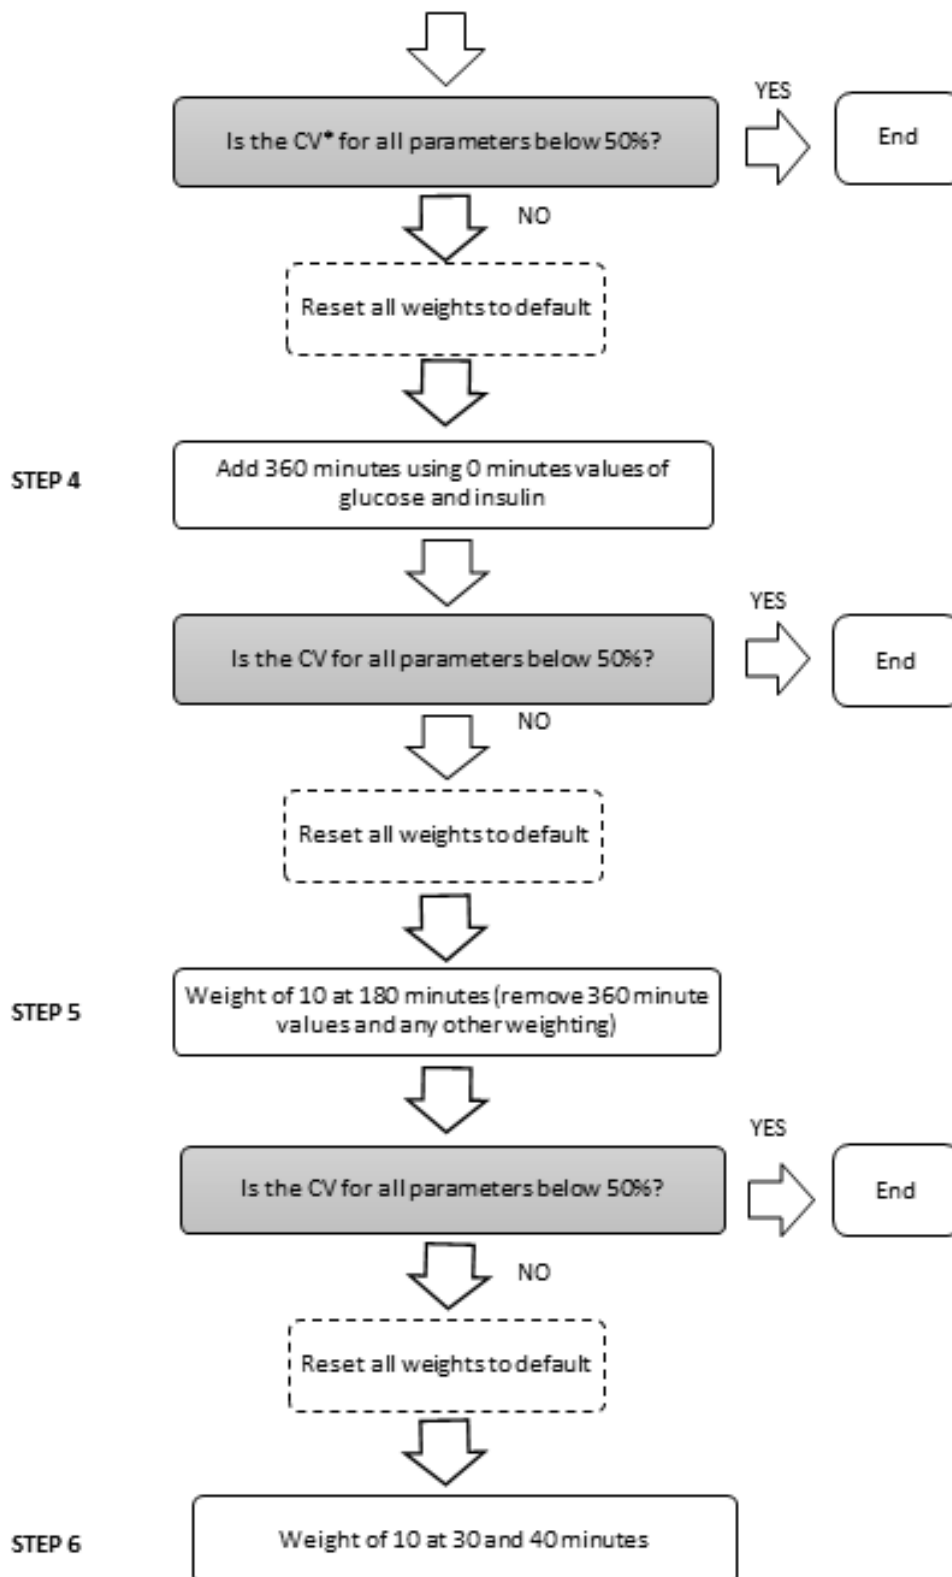 YES
Is the CV* for all parameters below 50%?
End
NO
Reset all weights to default
STEP 4
Add 360 minutes using 0 minutes values of
glucose and insulin
YES
Is the CV for all parameters below 50%?
End
NO
Reset all weights to default
STEP 5
Weight of 10 at 180 minutes (remove 360 minute
values and any other weighting)
YES
Is the CV for all parameters below 50%?
End
NO
Reset all weights to default
STEP 6
Weight of 10 at 30 and 40 minutes